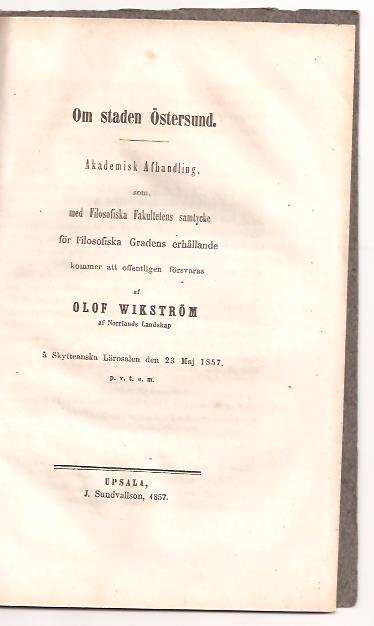 Om staden Östersund.
Akademisk Afhandling,
som,
med Filosofiska Fakultetens samtycke
för Filosofiska Gradens erhållande
kommer att offentligen försvaras
af
OLOF WIKSTRÖM
af Norrlands Landskap
å Skytteanska Lärosalen den 23 Maj 1857.
p. v. t. e. m.
UPSALA,
J. Sundvallson, 1857.